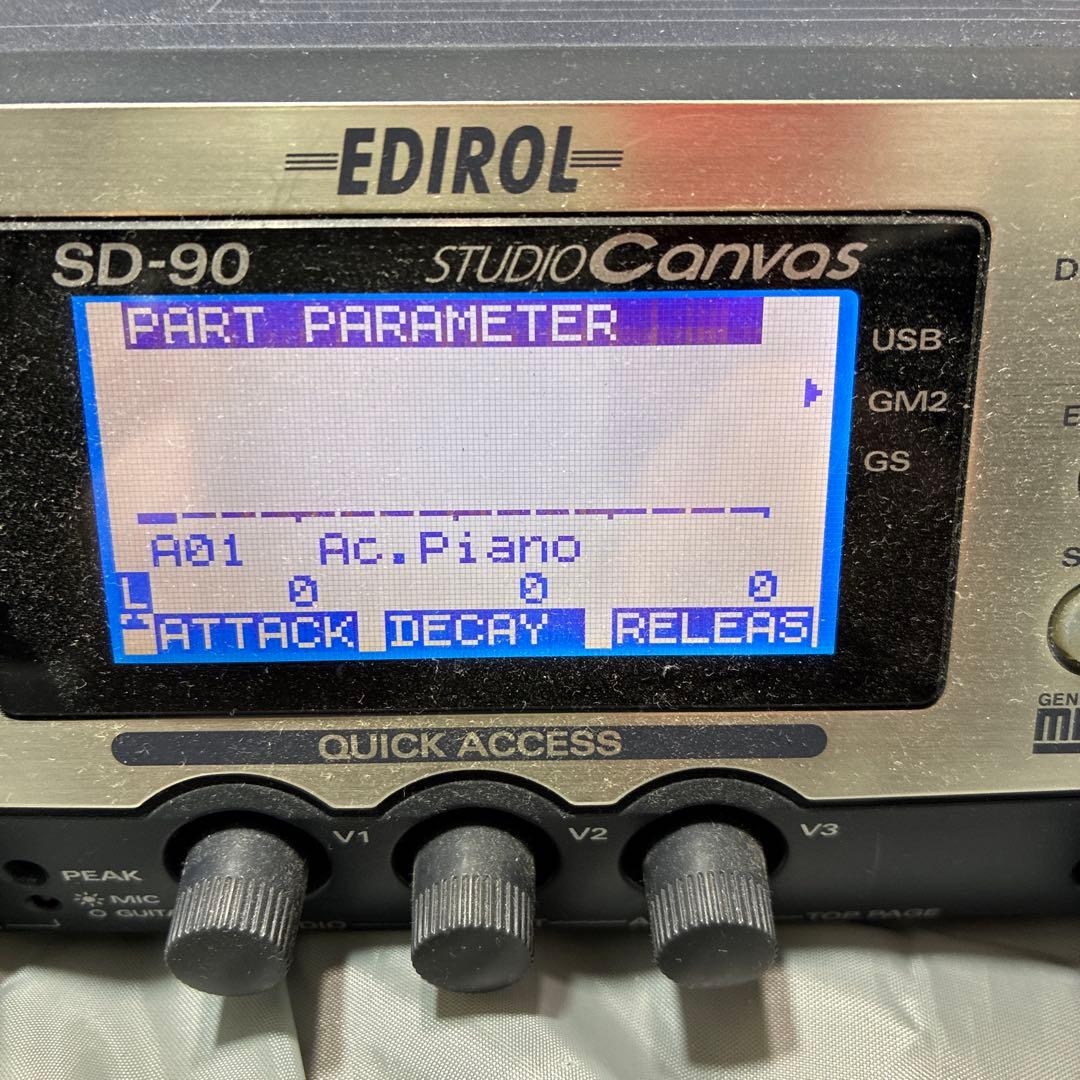 EDIROL
SD-90 STUDIO Canvas
PART PARAMETER
USB
GM2
GS
A01 Ac.Piano
L 0 0 0
ATTACK DECAY RELEAS
QUICK ACCESS
V1 V2 V3
PEAK
MIC
TOP PAGE